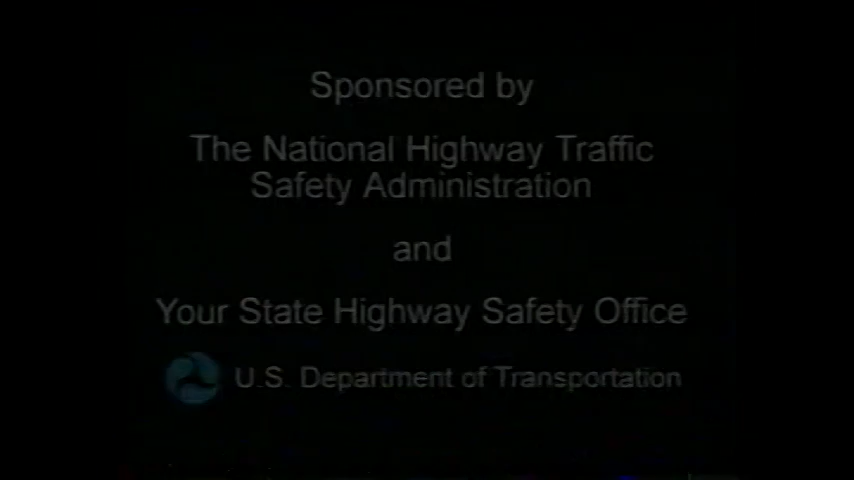 Sponsored by
The National Highway Traffic
Safety Administration
and
Your State Highway Safety Office
U.S. Department of Transportation